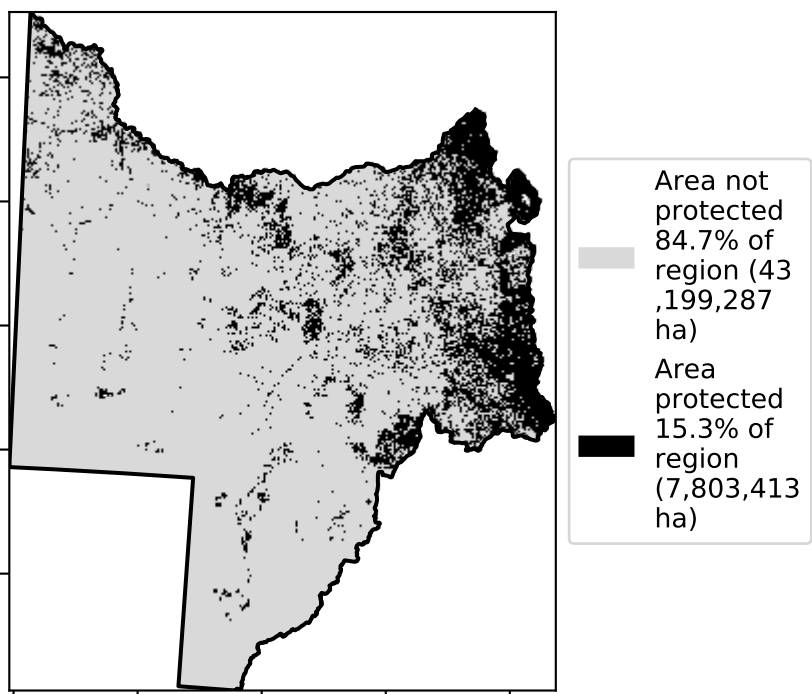 Area not
protected
84.7% of
region (43
,199,287
ha)
Area
protected
15.3% of
region
(7,803,413
ha)